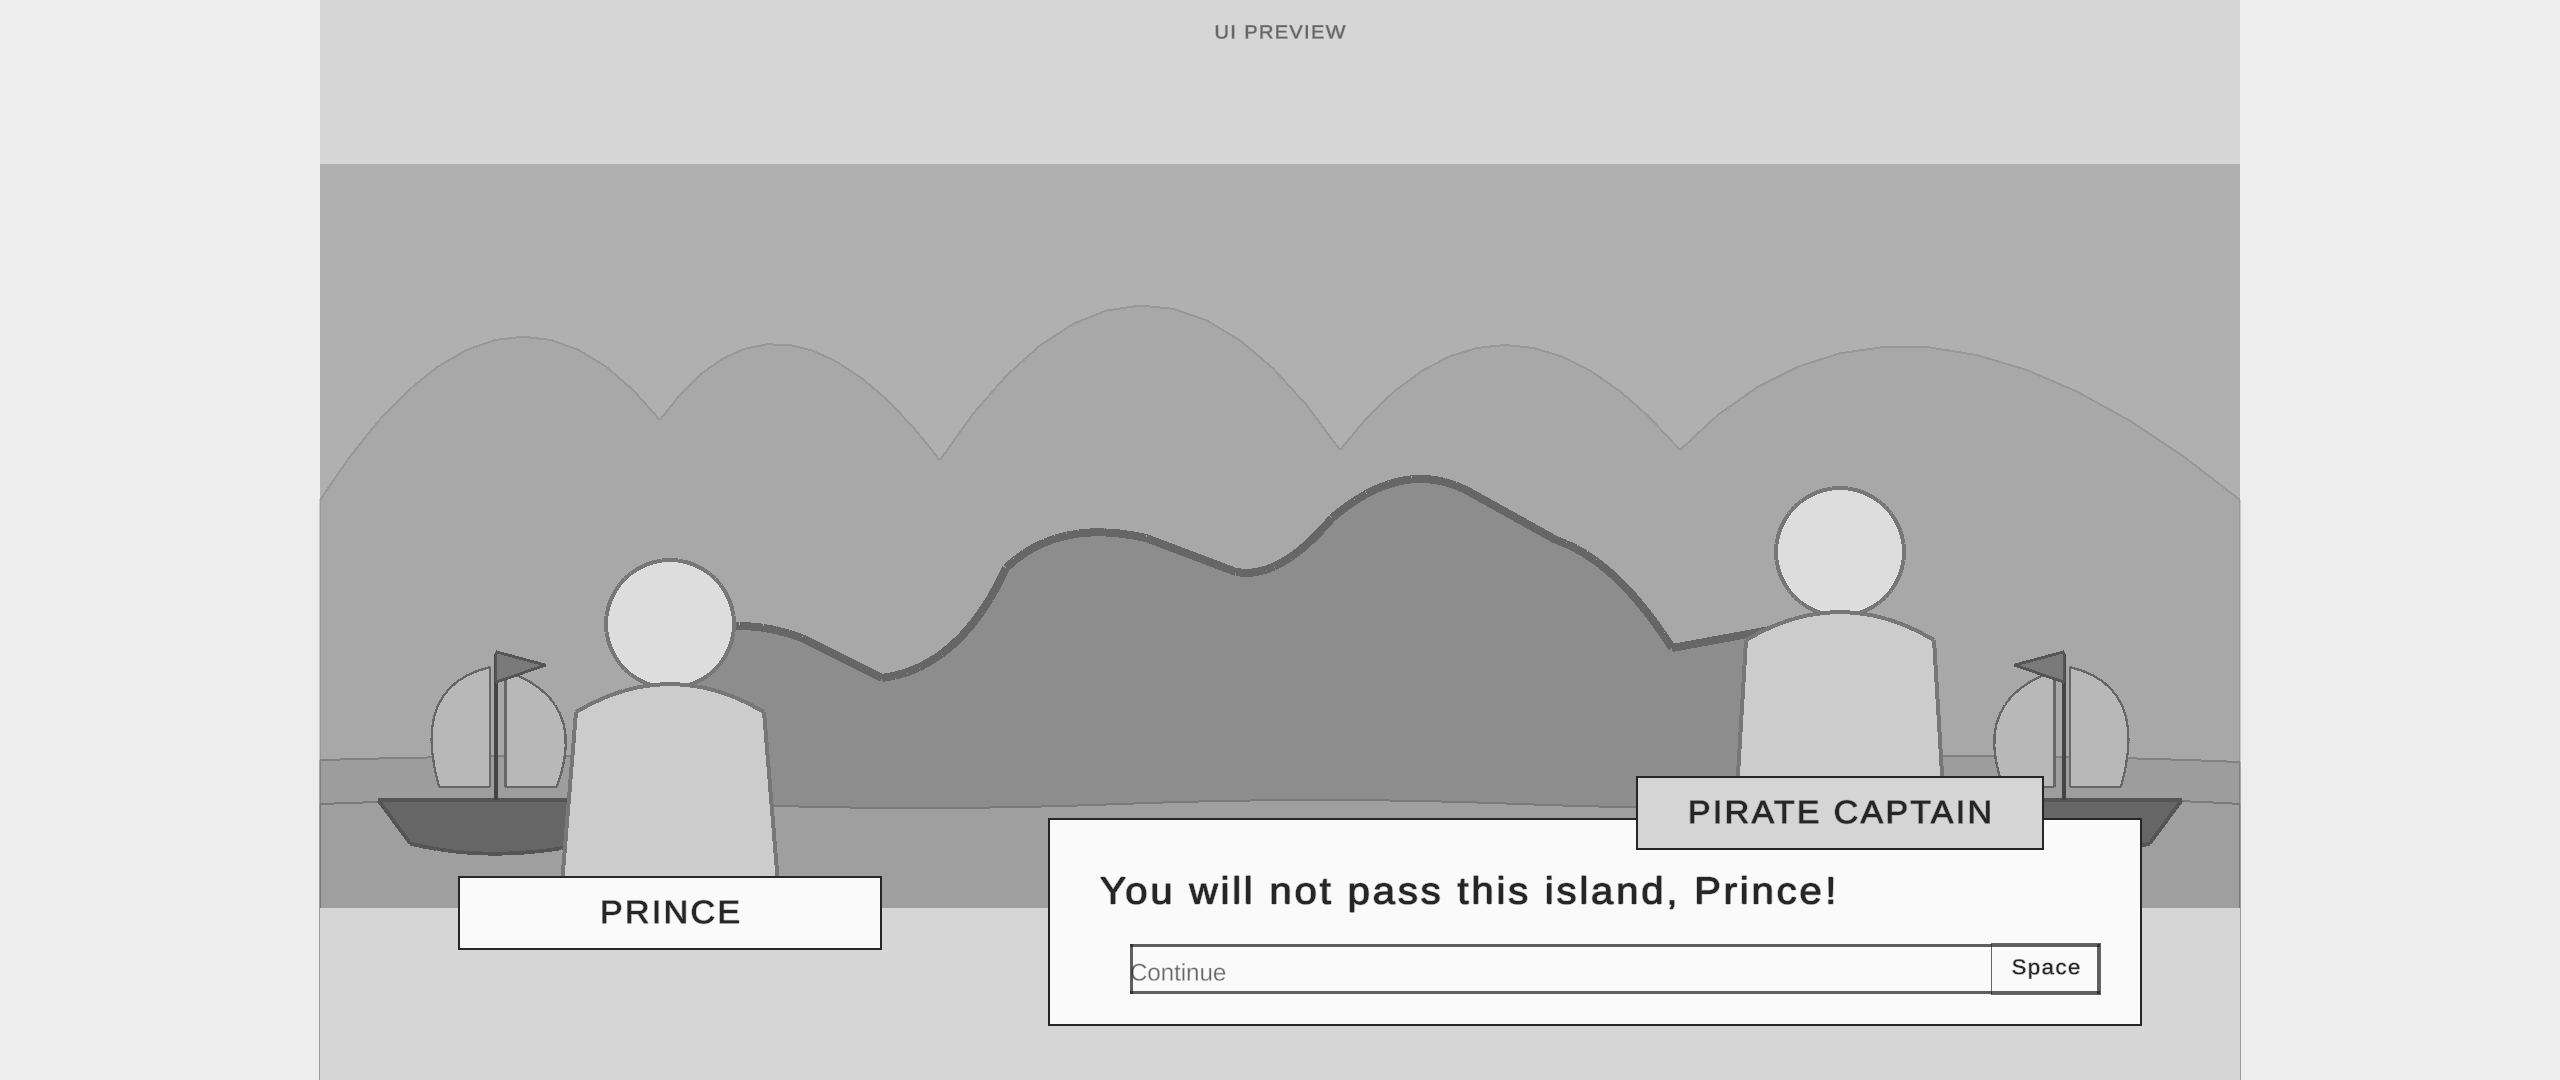 UI PREVIEW
PIRATE CAPTAIN
You will not pass this island, Prince!
PRINCE
Continue
Space